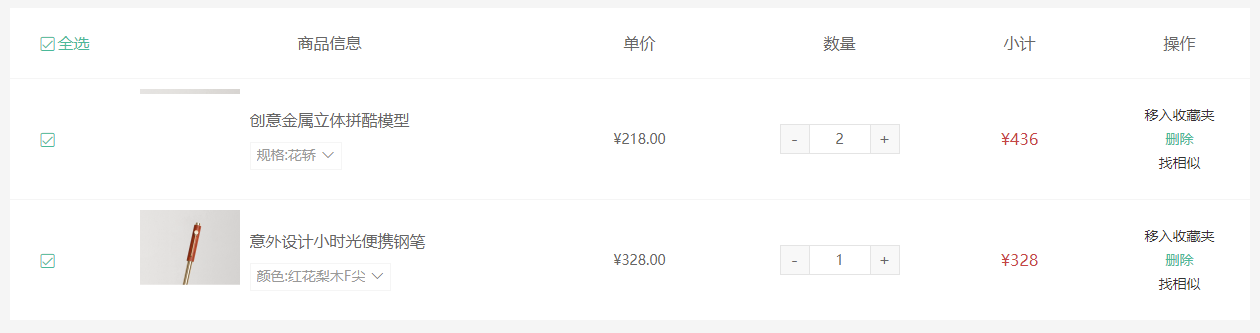 全选 商品信息 单价 数量 小计 操作
创意金属立体拼酷模型
规格:花轿
¥218.00
- 2 +
¥436
移入收藏夹
删除
找相似
意外设计小时光便携钢笔
颜色:红花梨木F尖
¥328.00
- 1 +
¥328
移入收藏夹
删除
找相似